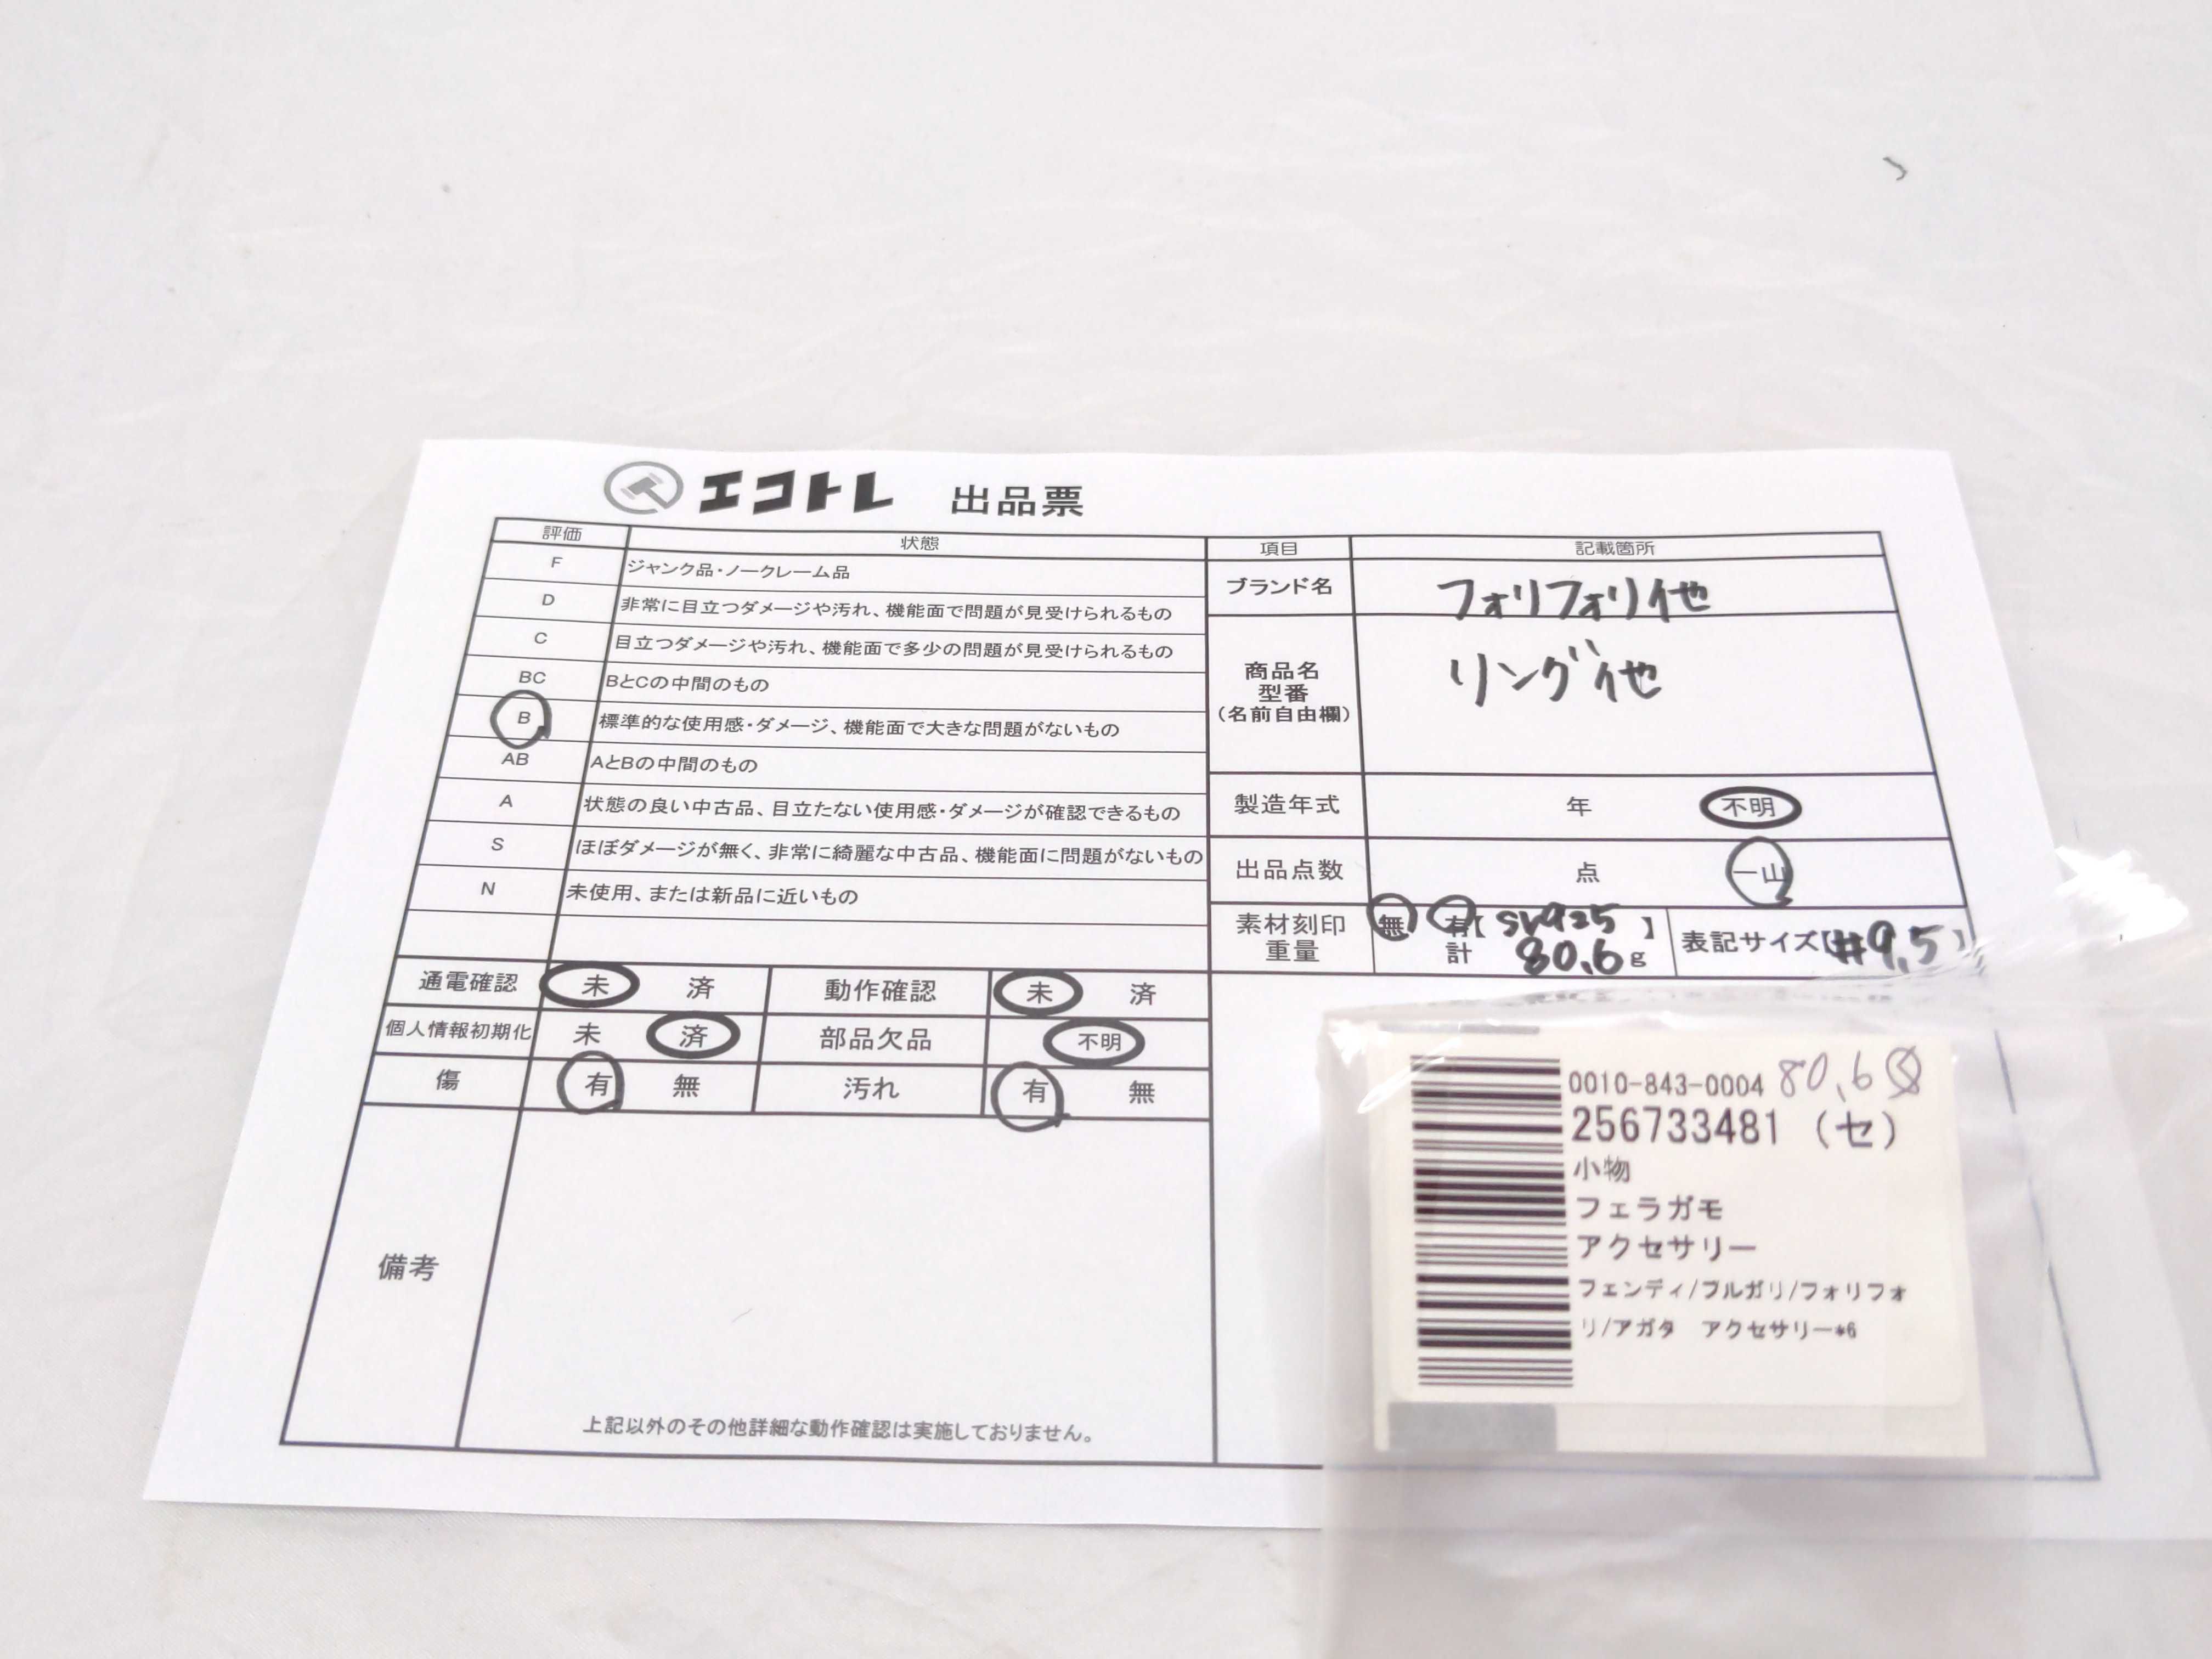 エコトレ 出品票
評価 状態
F ジャンク品・ノークレーム品
D 非常に目立つダメージや汚れ、機能面で問題が見受けられるもの
C 目立つダメージや汚れ、機能面で多少の問題が見受けられるもの
BC BとCの中間のもの
B 標準的な使用感・ダメージ、機能面で大きな問題がないもの
AB AとBの中間のもの
A 状態の良い中古品、目立たない使用感・ダメージが確認できるもの
S ほぼダメージが無く、非常に綺麗な中古品、機能面に問題がないもの
N 未使用、または新品に近いもの
項目 記載箇所
ブランド名 フォリフォリ他
商品名
型番
(名前自由欄)
リング他
製造年式 年 不明
出品点数 点 一山
素材刻印 無 有【 SV925 】
重量 計 80.6 g
表記サイズ【#9.5】
通電確認 未 済 動作確認 未 済
個人情報初期化 未 済 部品欠品 不明
傷 有 無 汚れ 有 無
備考
上記以外のその他詳細な動作確認は実施しておりません。
0010-843-0004 80.6
256733481 (セ)
小物
フェラガモ
アクセサリー
フェンディ/ブルガリ/フォリフォ
リ/アガタ アクセサリー*6